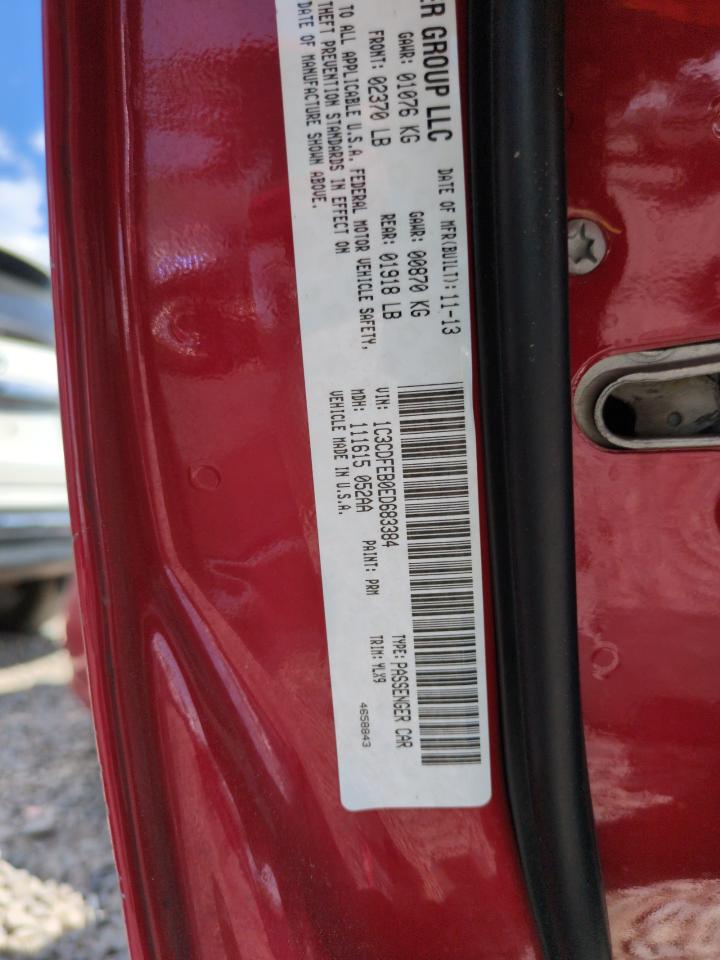 ER GROUP LLC
DATE OF MFR(BUILT): 11-13
GAWR: 01076 KG
GAWR: 00870 KG
FRONT: 02370 LB
REAR: 01918 LB
TO ALL APPLICABLE U.S.A. FEDERAL MOTOR VEHICLE SAFETY,
THEFT PREVENTION STANDARDS IN EFFECT ON
DATE OF MANUFACTURE SHOWN ABOVE.
VIN: 1C3CDFEB0ED683384
TYPE: PASSENGER CAR
MDH: 111615 052AA
PAINT: PRM
TRIM: YLX9
VEHICLE MADE IN U.S.A.
4658843